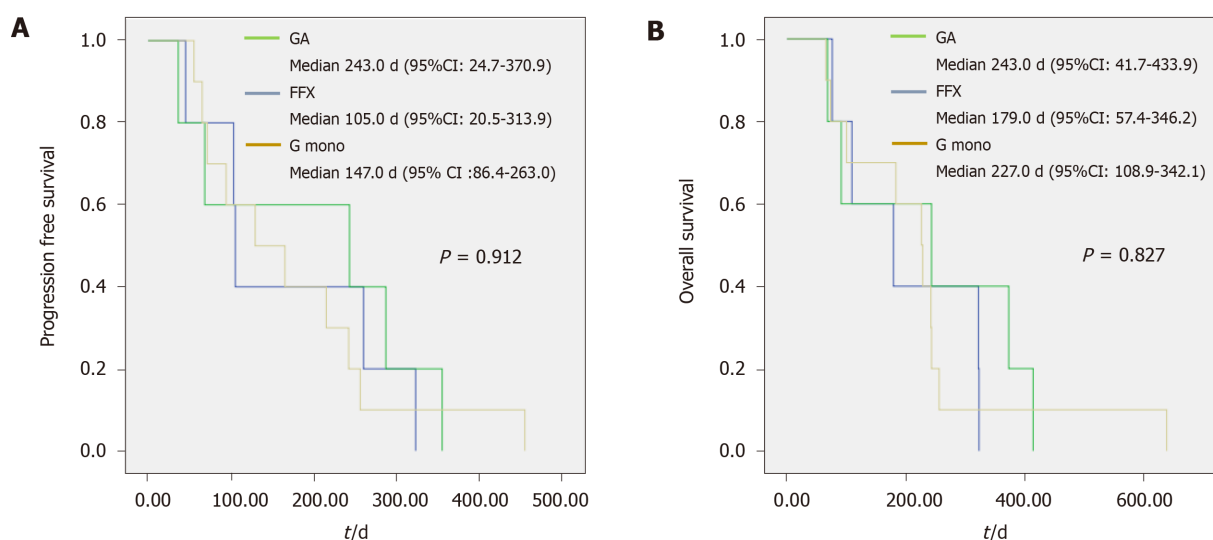 A
Progression free survival
1.0
0.8
0.6
0.4
0.2
0.0
GA
Median 243.0 d (95%CI: 24.7-370.9)
FFX
Median 105.0 d (95%CI: 20.5-313.9)
G mono
Median 147.0 d (95% CI :86.4-263.0)
P = 0.912
0.00 100.00 200.00 300.00 400.00 500.00
t/d
B
Overall survival
1.0
0.8
0.6
0.4
0.2
0.0
GA
Median 243.0 d (95%CI: 41.7-433.9)
FFX
Median 179.0 d (95%CI: 57.4-346.2)
G mono
Median 227.0 d (95%CI: 108.9-342.1)
P = 0.827
0.00 200.00 400.00 600.00
t/d